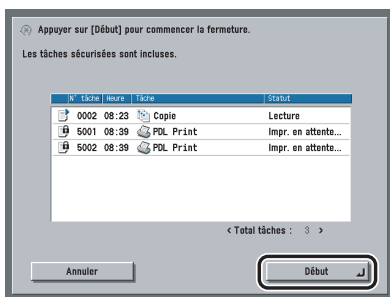 Appuyer sur [Début] pour commencer la fermeture.
Les tâches sécurisées sont incluses.
N° tâche Heure Tâche Statut
0002 08:23 Copie Lecture
5001 08:39 PDL Print Impr. en attente...
5002 08:39 PDL Print Impr. en attente...
< Total tâches : 3 >
Annuler Début